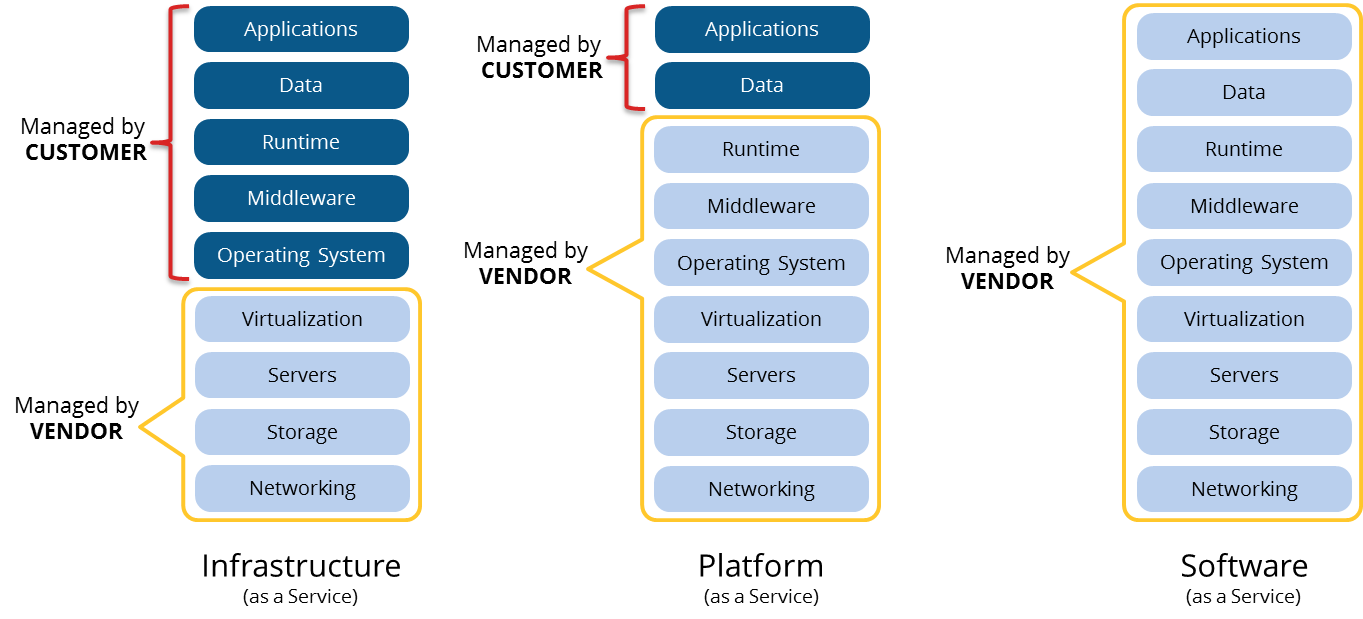 Managed by
CUSTOMER
Applications
Data
Runtime
Middleware
Operating System
Managed by
VENDOR
Virtualization
Servers
Storage
Networking
Infrastructure
(as a Service)
Managed by
CUSTOMER
Applications
Data
Managed by
VENDOR
Runtime
Middleware
Operating System
Virtualization
Servers
Storage
Networking
Platform
(as a Service)
Managed by
VENDOR
Applications
Data
Runtime
Middleware
Operating System
Virtualization
Servers
Storage
Networking
Software
(as a Service)